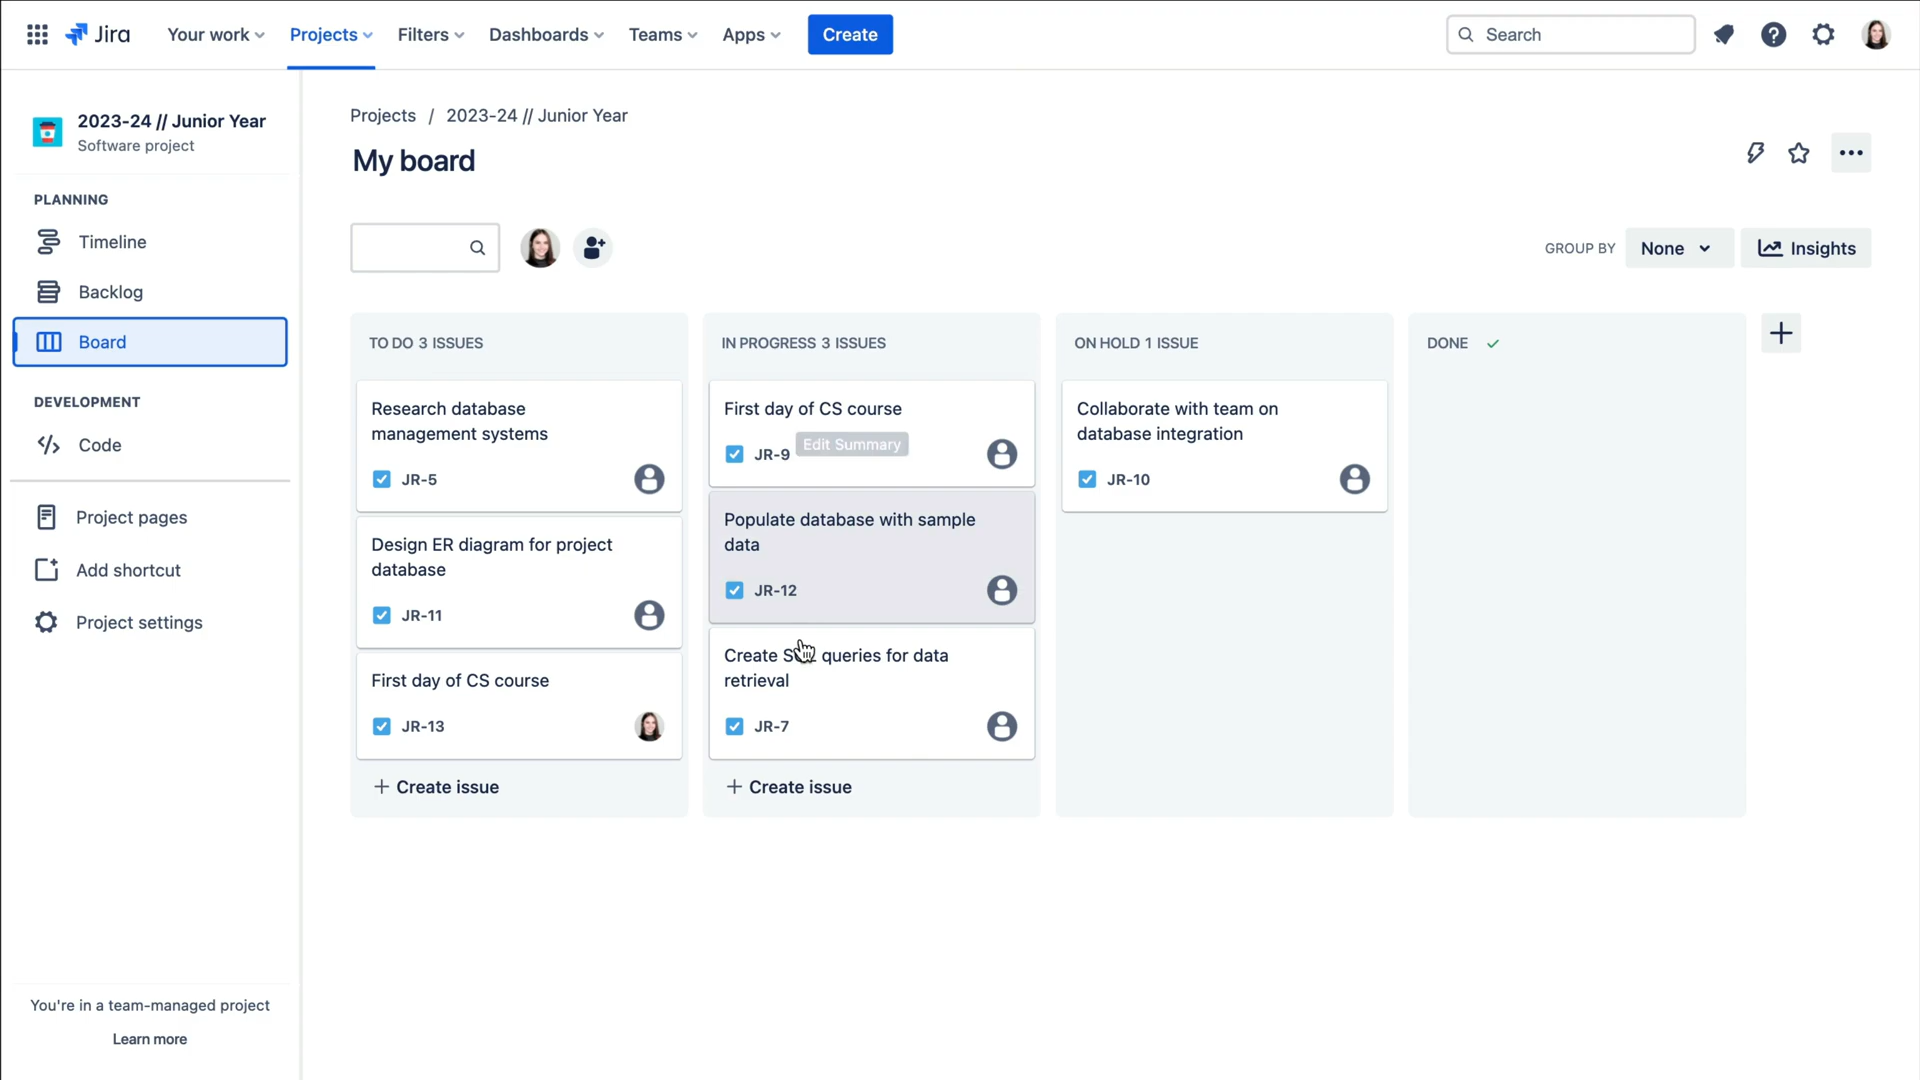 Jira
Your work
Projects
Filters
Dashboards
Teams
Apps
Create
Search
2023-24 // Junior Year
Software project
PLANNING
Timeline
Backlog
Board
DEVELOPMENT
Code
Project pages
Add shortcut
Project settings
You're in a team-managed project
Learn more
Projects / 2023-24 // Junior Year
My board
GROUP BY
None
Insights
TO DO 3 ISSUES
Research database
management systems
JR-5
Design ER diagram for project
database
JR-11
First day of CS course
JR-13
+ Create issue
IN PROGRESS 3 ISSUES
First day of CS course
Edit Summary
JR-9
Populate database with sample
data
JR-12
Create queries for data
retrieval
JR-7
+ Create issue
ON HOLD 1 ISSUE
Collaborate with team on
database integration
JR-10
DONE